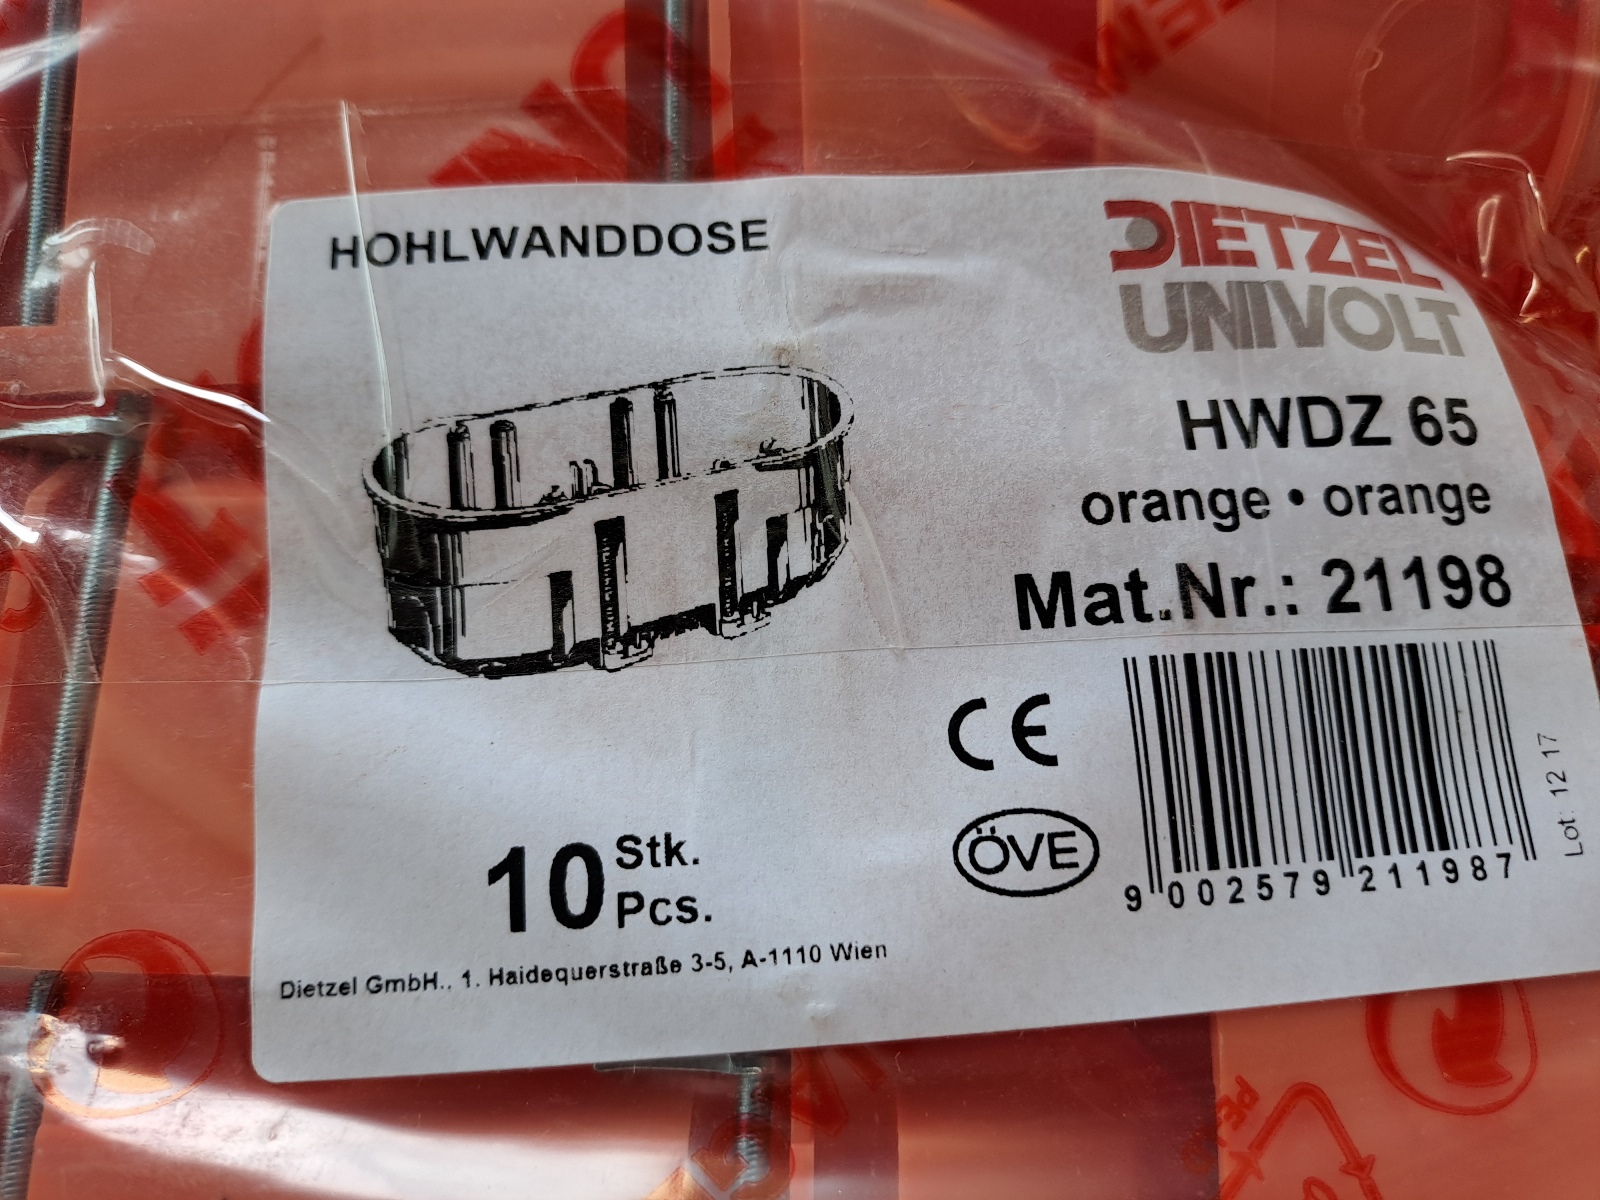 HOHLWANDDOSE
DIETZEL
UNIVOLT
HWDZ 65
orange • orange
Mat.Nr.: 21198
CE
ÖVE
9 002579 211987
Lot: 12 17
10 Stk.
Pcs.
Dietzel GmbH., 1. Haidequerstraße 3-5, A-1110 Wien